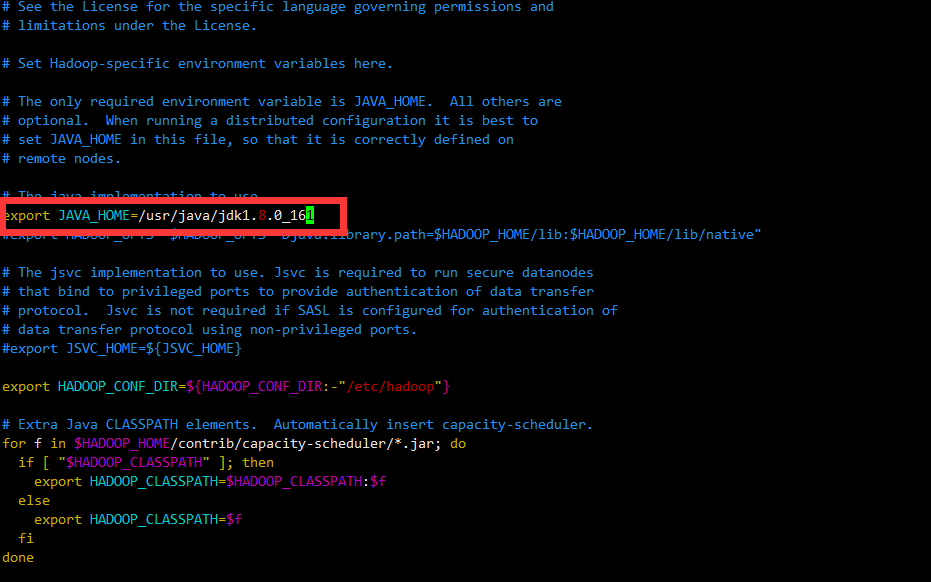 # See the License for the specific language governing permissions and
# limitations under the License.
# Set Hadoop-specific environment variables here.
# The only required environment variable is JAVA_HOME.  All others are
# optional.  When running a distributed configuration it is best to
# set JAVA_HOME in this file, so that it is correctly defined on
# remote nodes.
# The java implementation to use.
export JAVA_HOME=/usr/java/jdk1.8.0_161
#export HADOOP_OPTS="$HADOOP_OPTS -Djava.library.path=$HADOOP_HOME/lib:$HADOOP_HOME/lib/native"
# The jsvc implementation to use. Jsvc is required to run secure datanodes
# that bind to privileged ports to provide authentication of data transfer
# protocol.  Jsvc is not required if SASL is configured for authentication of
# data transfer protocol using non-privileged ports.
#export JSVC_HOME=${JSVC_HOME}
export HADOOP_CONF_DIR=${HADOOP_CONF_DIR:-"/etc/hadoop"}
# Extra Java CLASSPATH elements.  Automatically insert capacity-scheduler.
for f in $HADOOP_HOME/contrib/capacity-scheduler/*.jar; do
  if [ "$HADOOP_CLASSPATH" ]; then
    export HADOOP_CLASSPATH=$HADOOP_CLASSPATH:$f
  else
    export HADOOP_CLASSPATH=$f
  fi
done